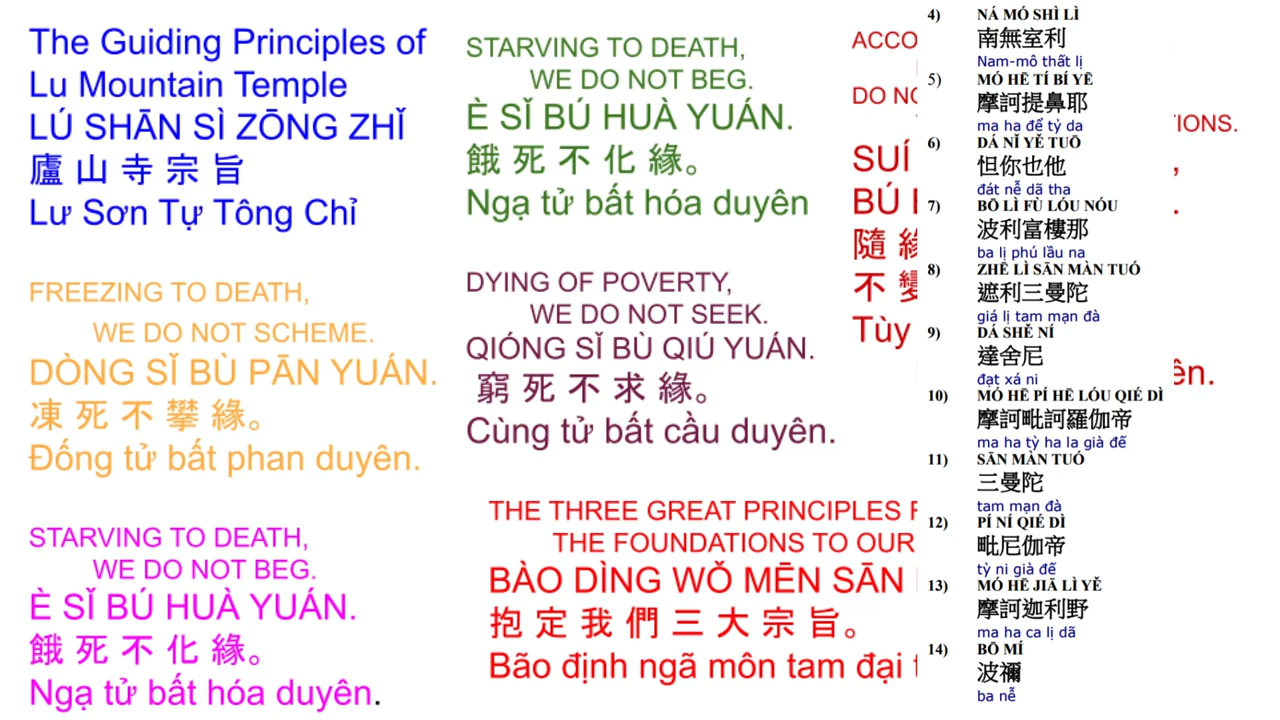 The Guiding Principles of
Lu Mountain Temple
LÚ SHĀN SÌ ZŌNG ZHǏ
廬 山 寺 宗 旨
Lư Sơn Tự Tông Chỉ
FREEZING TO DEATH,
WE DO NOT SCHEME.
DÒNG SǏ BÙ PĀN YUÁN.
凍 死 不 攀 緣。
Đống tử bất phan duyên.
STARVING TO DEATH,
WE DO NOT BEG.
È SǏ BÚ HUÀ YUÁN.
餓 死 不 化 緣。
Ngạ tử bất hóa duyên.
STARVING TO DEATH,
WE DO NOT BEG.
È SǏ BÚ HUÀ YUÁN.
餓 死 不 化 緣。
Ngạ tử bất hóa duyên
DYING OF POVERTY,
WE DO NOT SEEK.
QIÓNG SǏ BÙ QIÚ YUÁN.
窮 死 不 求 緣。
Cùng tử bất cầu duyên.
THE THREE GREAT PRINCIPLES
THE FOUNDATIONS TO OUR
BÀO DÌNG WǑ MĒN SĀN
抱 定 我 們 三 大 宗 旨。
Bão định ngã môn tam đại
ACCO
DO NO
TIONS.
SUÍ
BÚ
隨 緣
不 變
Tùy
ên.
4) NÁ MÓ SHÌ LÌ
南無室利
Nam-mô thất lị
5) MÓ HĒ TÍ BÍ YĒ
摩訶提鼻耶
ma ha để tỷ da
6) DÁ NǏ YĚ TUŌ
怛你也他
đát nễ dã tha
7) BŌ LÌ FÙ LÓU NÓU
波利富樓那
ba lị phú lầu na
8) ZHĒ LÌ SĀN MÀN TUÓ
遮利三曼陀
giá lị tam mạn đà
9) DÁ SHĚ NÍ
達舍尼
đạt xá ni
10) MÓ HĒ PÍ HĒ LÓU QIÉ DÌ
摩訶毗訶羅伽帝
ma ha tỳ ha la già đế
11) SĀN MÀN TUÓ
三曼陀
tam mạn đà
12) PÍ NÍ QIÉ DÌ
毗尼伽帝
tỳ ni già đế
13) MÓ HĒ JIĀ LÌ YĚ
摩訶迦利野
ma ha ca lị dã
14) BŌ MÍ
波禰
ba nễ